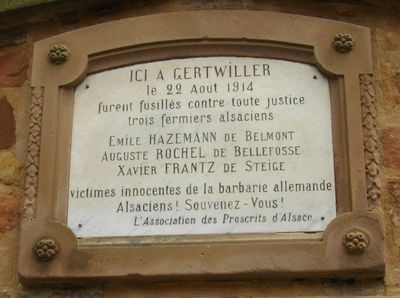 ICI A GERTWILLER
le 22 Aout 1914
furent fusillés contre toute justice
trois fermiers alsaciens
EMILE HAZEMANN DE BELMONT
AUGUSTE ROCHEL DE BELLEFOSSE
XAVIER FRANTZ DE STEIGE
victimes innocentes de la barbarie allemande
Alsaciens! Souvenez-Vous!
L'Association des Proscrits d'Alsace